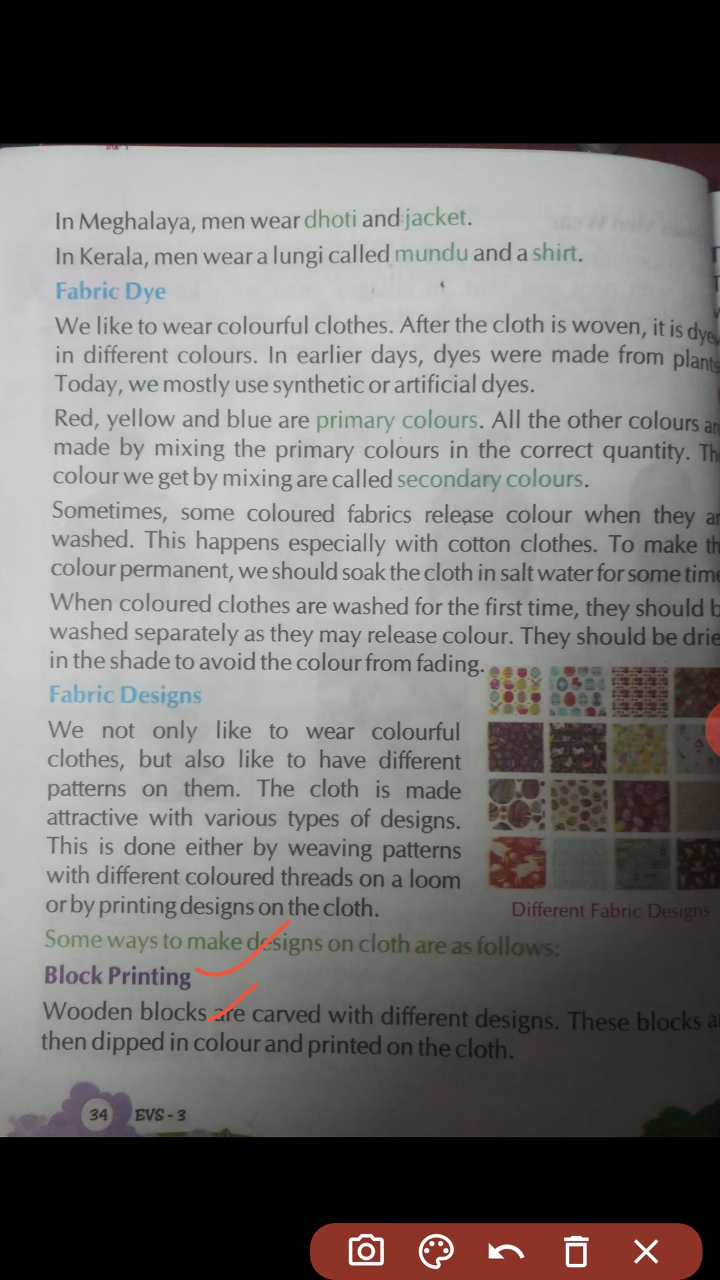 In Meghalaya, men wear dhoti and jacket.
In Kerala, men wear a lungi called mundu and a shirt.
Fabric Dye
We like to wear colourful clothes. After the cloth is woven, it is dye
in different colours. In earlier days, dyes were made from plants
Today, we mostly use synthetic or artificial dyes.
Red, yellow and blue are primary colours. All the other colours ar
made by mixing the primary colours in the correct quantity. Th
colour we get by mixing are called secondary colours.
Sometimes, some coloured fabrics release colour when they ar
washed. This happens especially with cotton clothes. To make th
colour permanent, we should soak the cloth in salt water for some time
When coloured clothes are washed for the first time, they should b
washed separately as they may release colour. They should be drie
in the shade to avoid the colour from fading.
Fabric Designs
We not only like to wear colourful
clothes, but also like to have different
patterns on them. The cloth is made
attractive with various types of designs.
This is done either by weaving patterns
with different coloured threads on a loom
or by printing designs on the cloth.
Different Fabric Designs
Some ways to make designs on cloth are as follows:
Block Printing
Wooden blocks are carved with different designs. These blocks a
then dipped in colour and printed on the cloth.
34 EVS - 3